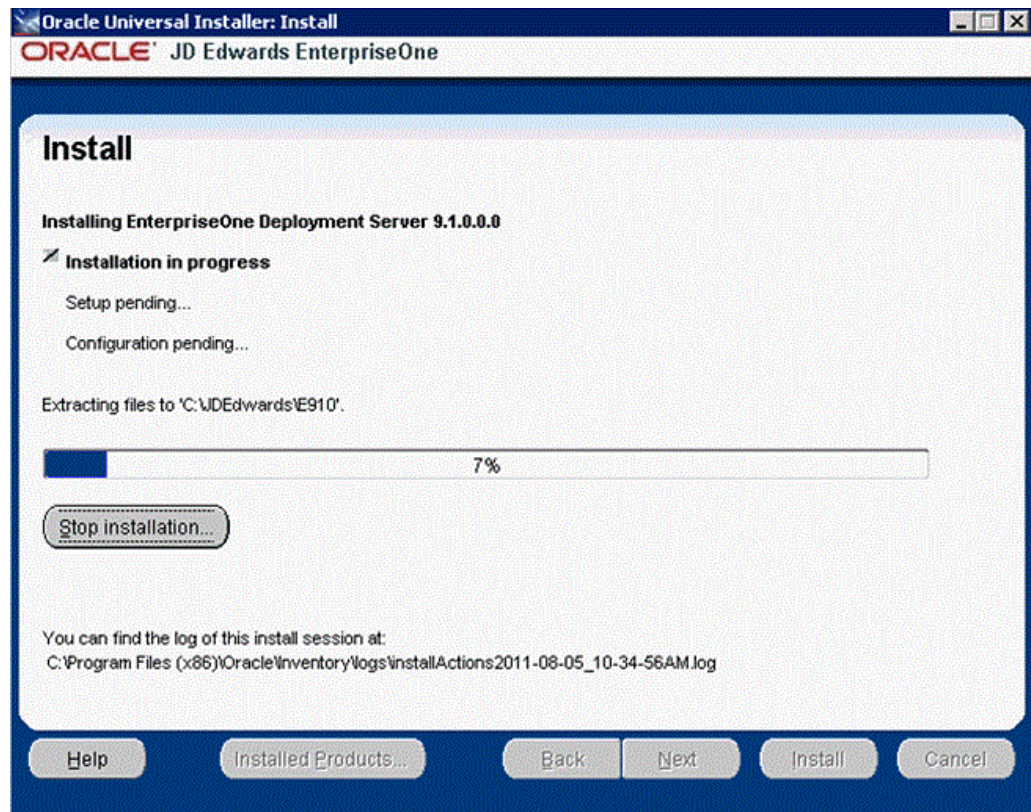 Oracle Universal Installer: Install
ORACLE JD Edwards EnterpriseOne
Install
Installing EnterpriseOne Deployment Server 9.1.0.0.0
Installation in progress
Setup pending...
Configuration pending...
Extracting files to 'C:\JDEdwards\E910'.
7%
Stop installation...
You can find the log of this install session at:
C:\Program Files (x86)\Oracle\Inventory\logs\installActions2011-08-05_10-34-56AM.log
Help Installed Products... Back Next Install Cancel